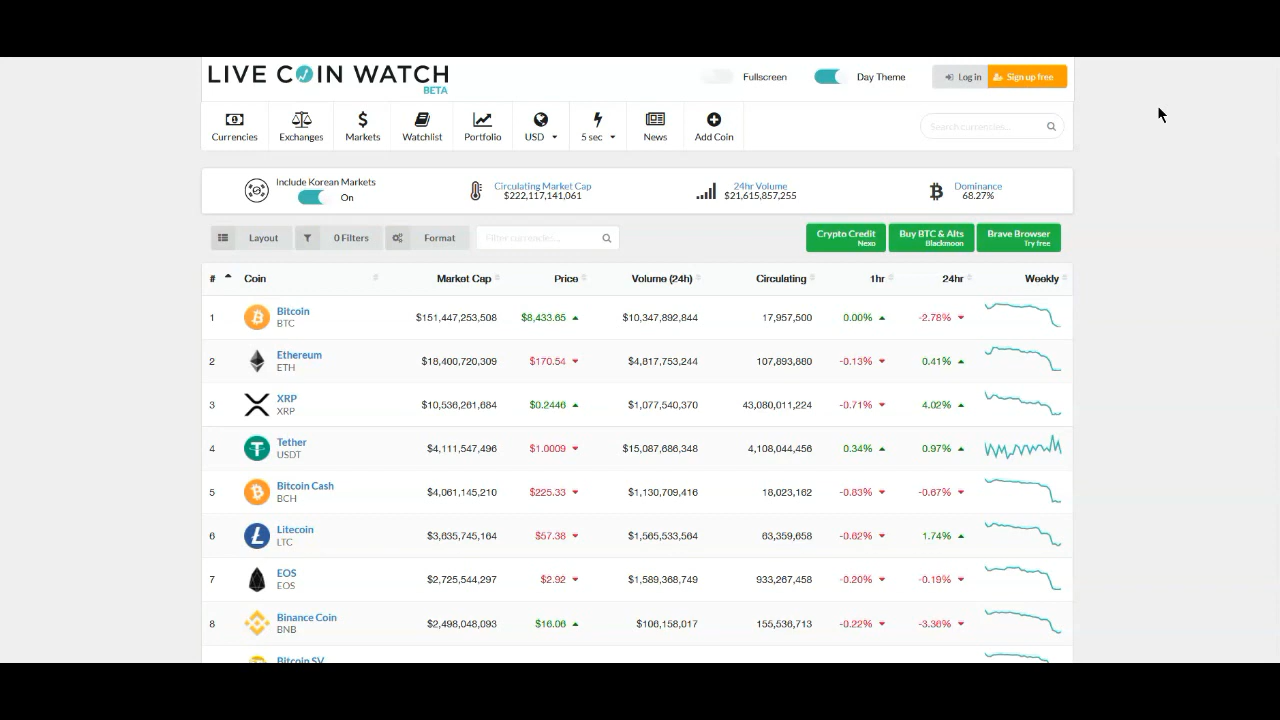 LIVE COIN WATCH
BETA
Fullscreen
Day Theme
Log in
Sign up free
Currencies
Exchanges
Markets
Watchlist
Portfolio
USD
5 sec
News
Add Coin
Search currencies...
Include Korean Markets
On
Circulating Market Cap
$222,117,141,061
24hr Volume
$21,615,857,255
Dominance
68.27%
Layout
0 Filters
Format
Filter currencies...
Crypto Credit
Nexo
Buy BTC & Alts
Blackmoon
Brave Browser
Try free
# Coin Market Cap Price Volume (24h) Circulating 1hr 24hr Weekly
1 Bitcoin BTC $151,447,253,508 $8,433.65 $10,347,892,844 17,957,500 0.00% -2.78%
2 Ethereum ETH $18,400,720,309 $170.54 $4,817,753,244 107,893,880 -0.13% 0.41%
3 XRP XRP $10,536,261,684 $0.2446 $1,077,540,370 43,080,011,224 -0.71% 4.02%
4 Tether USDT $4,111,547,496 $1.0009 $15,087,686,348 4,108,044,456 0.34% 0.97%
5 Bitcoin Cash BCH $4,061,145,210 $225.33 $1,130,709,416 18,023,162 -0.83% -0.67%
6 Litecoin LTC $3,635,745,164 $57.38 $1,565,533,564 63,359,658 -0.62% 1.74%
7 EOS EOS $2,725,544,297 $2.92 $1,589,368,749 933,267,458 -0.20% -0.19%
8 Binance Coin BNB $2,498,048,093 $16.06 $106,158,017 155,536,713 -0.22% -3.36%
Bitcoin SV